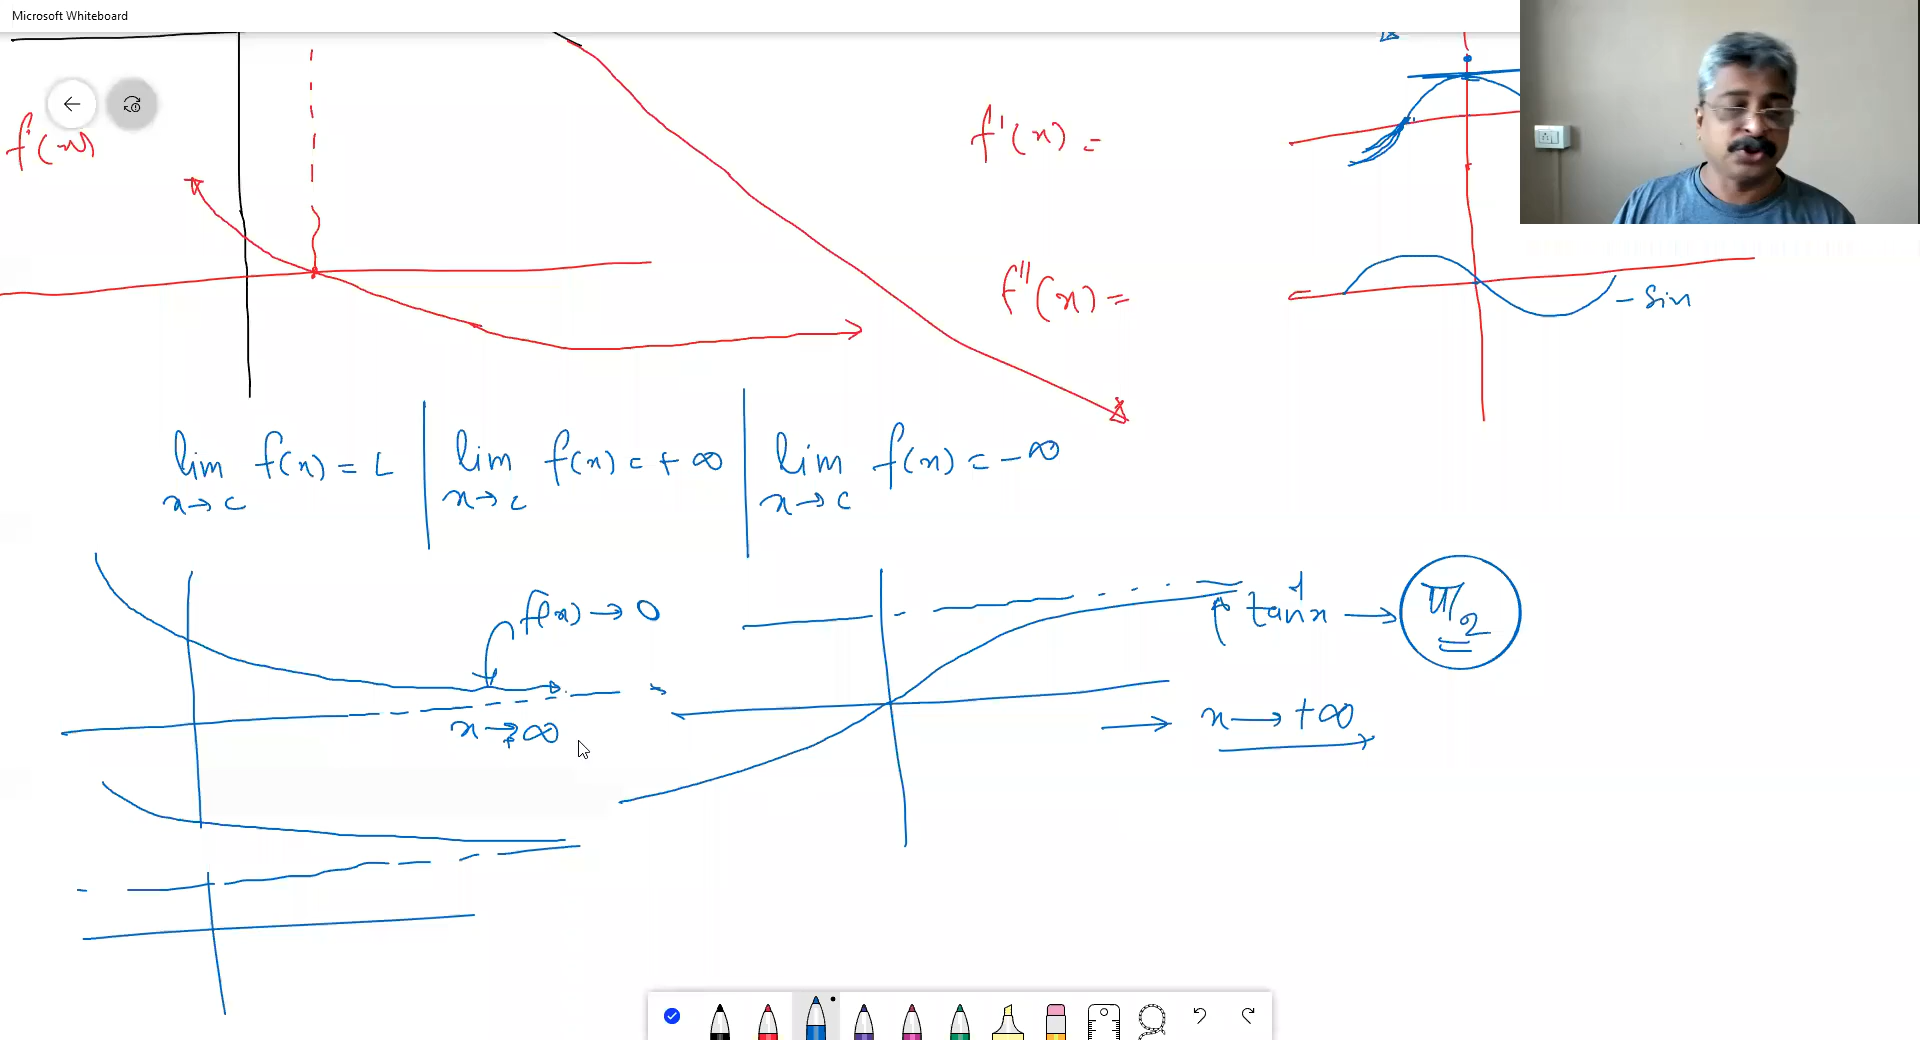 Microsoft Whiteboard
f(x)
f'(x) =
f''(x) =
- Sin
lim f(x) = L
x→c
lim f(x) = +∞
x→c
lim f(x) = -∞
x→c
f(x) → 0
x→+∞
tan⁻¹x → π/2
→ x → +∞